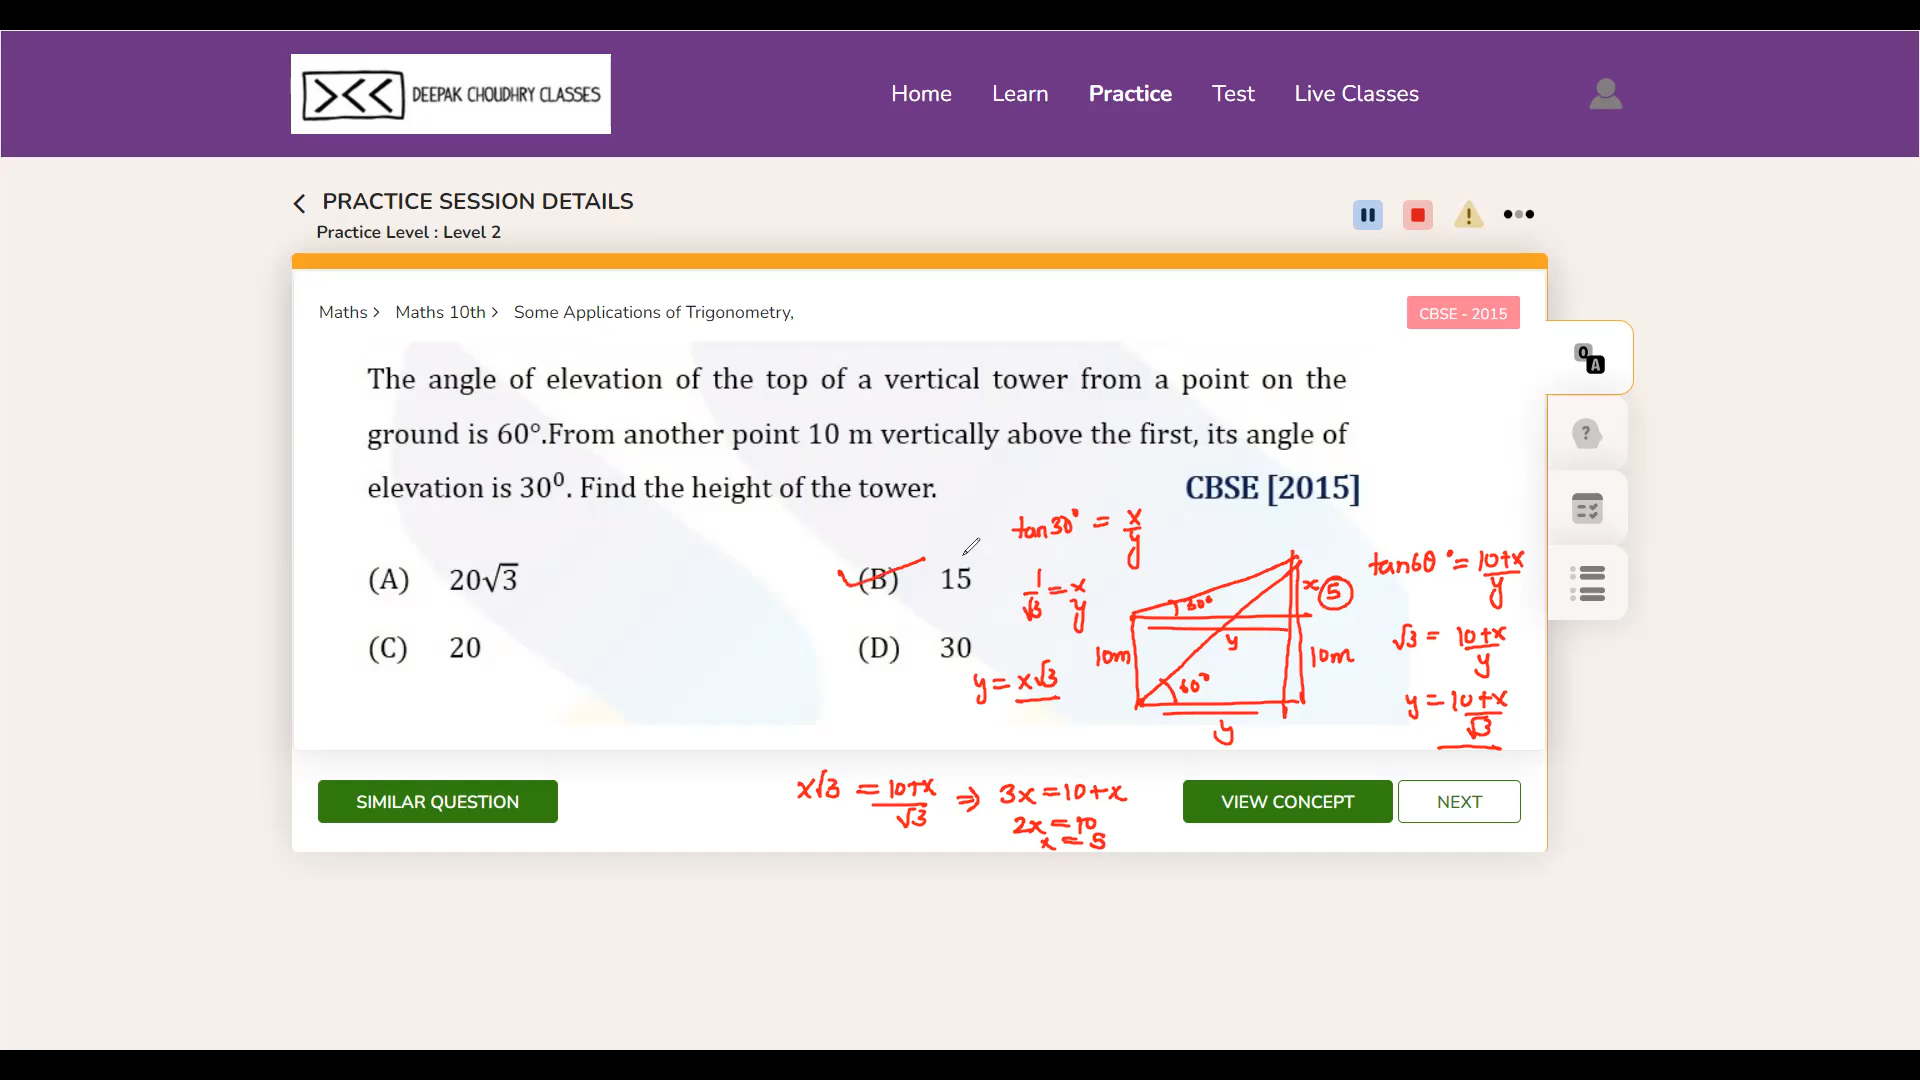 DEEPAK CHOUDHRY CLASSES
Home Learn Practice Test Live Classes
PRACTICE SESSION DETAILS
Practice Level : Level 2
Maths > Maths 10th > Some Applications of Trigonometry,
CBSE - 2015
The angle of elevation of the top of a vertical tower from a point on the
ground is 60°.From another point 10 m vertically above the first, its angle of
elevation is 30⁰. Find the height of the tower.
CBSE [2015]
(A) 20√3
(B) 15
(C) 20
(D) 30
tan30° = x/y
1/√3 = x/y
y = x√3
30°
x 5
y
10m
10m
60°
y
tan60° = 10+x/y
√3 = 10+x/y
y = 10+x/√3
x√3 = 10+x/√3 ⇒ 3x=10+x
2x=10
x = 5
SIMILAR QUESTION
VIEW CONCEPT
NEXT